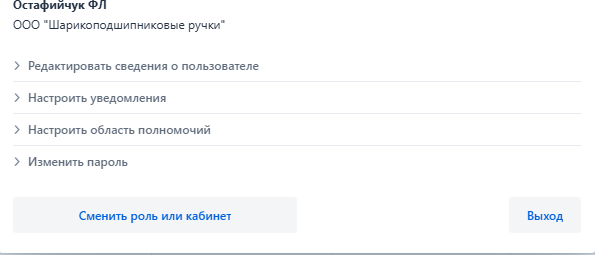 Остафийчук ФЛ
ООО "Шарикоподшипниковые ручки"
Редактировать сведения о пользователе
Настроить уведомления
Настроить область полномочий
Изменить пароль
Сменить роль или кабинет
Выход